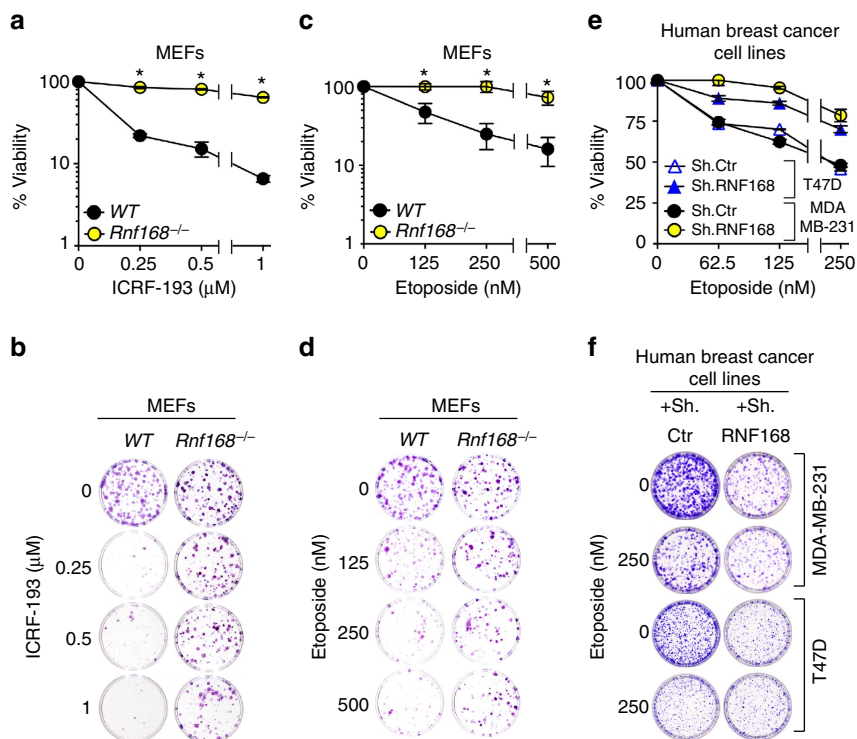 a
MEFs
% Viability
100
10
1
* * *
WT
Rnf168–/–
0 0.25 0.5 1
ICRF-193 (μM)
c
MEFs
% Viability
100
10
1
* * *
WT
Rnf168–/–
0 125 250 500
Etoposide (nM)
e
Human breast cancer
cell lines
% Viability
100
75
50
25
0
Sh.Ctr
Sh.RNF168
T47D
Sh.Ctr
Sh.RNF168
MDA
MB-231
0 62.5 125 250
Etoposide (nM)
b
MEFs
WT Rnf168–/–
ICRF-193 (μM)
0
0.25
0.5
1
d
MEFs
WT Rnf168–/–
Etoposide (nM)
0
125
250
500
f
Human breast cancer
cell lines
+Sh. +Sh.
Ctr RNF168
Etoposide (nM)
0
250
0
250
MDA-MB-231
T47D